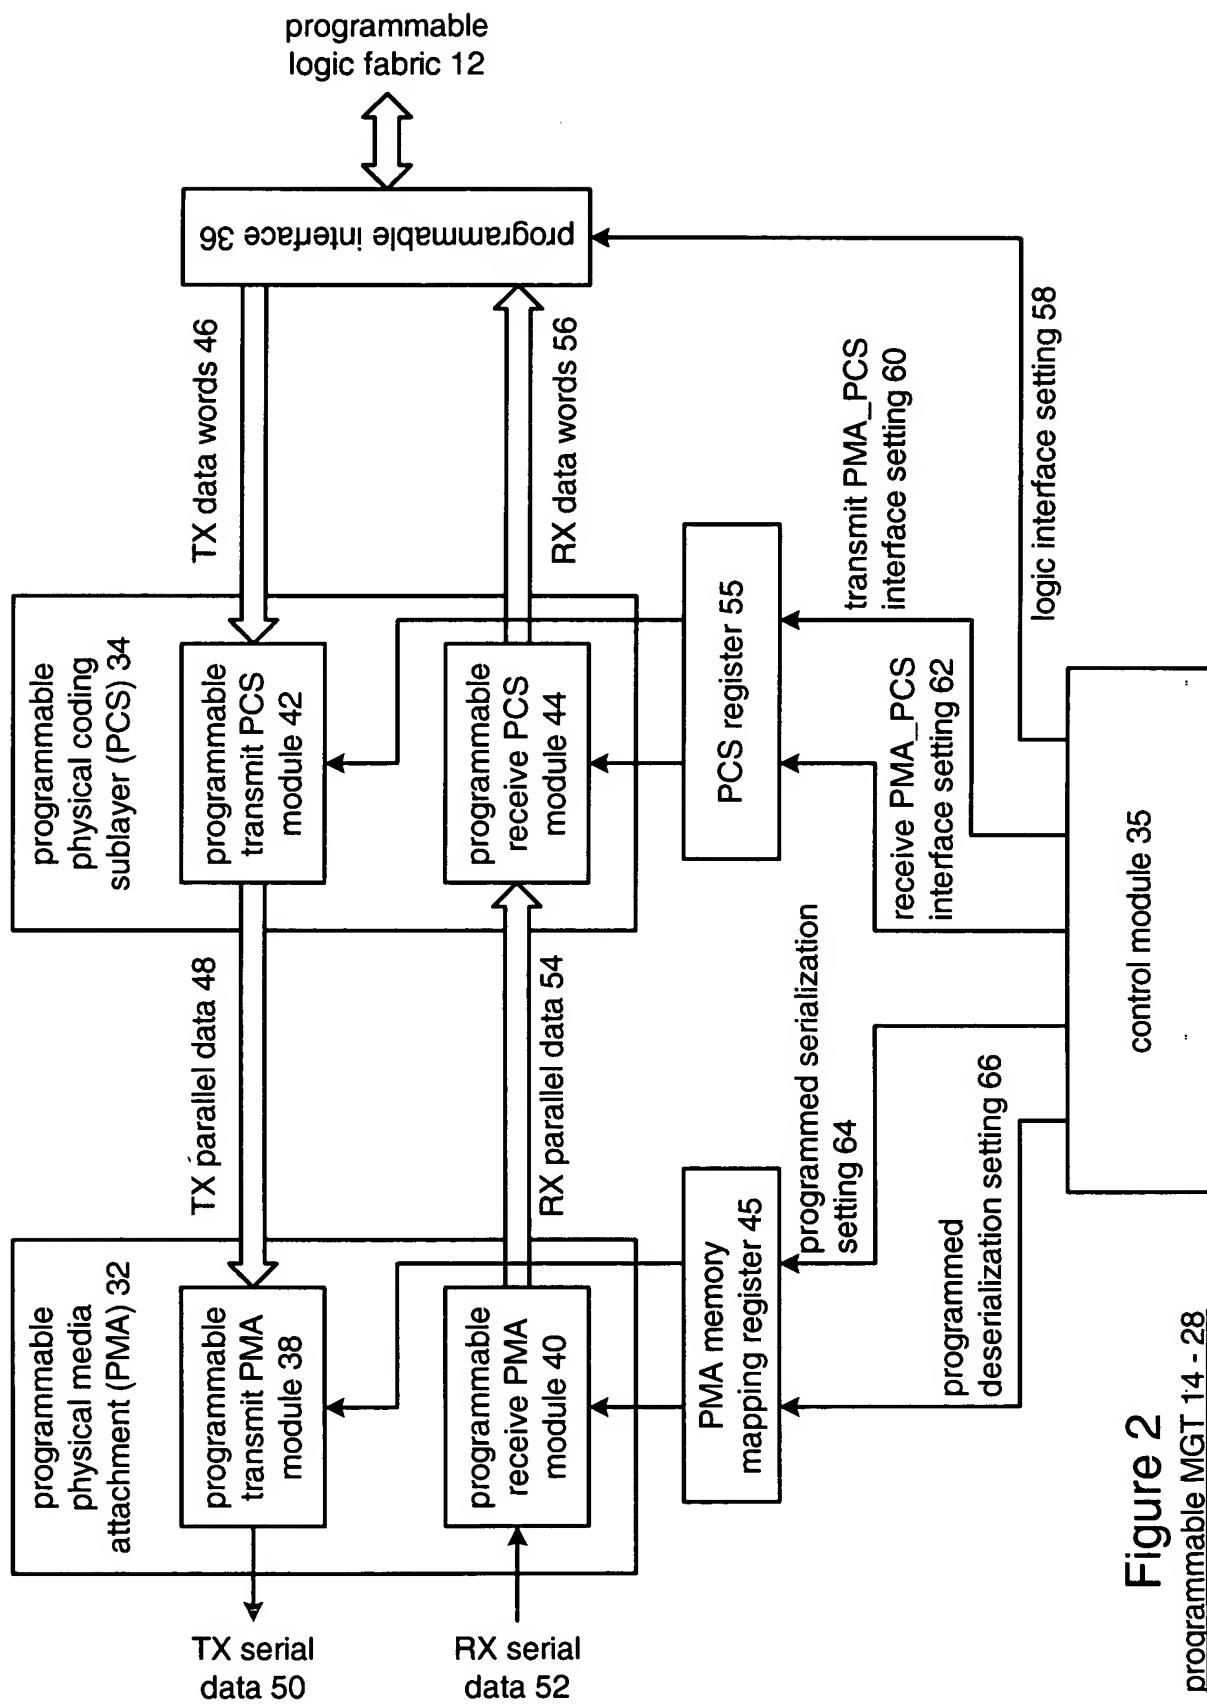 programmable
logic fabric 12
programmable interface 36
TX data words 46
RX data words 56
programmable
physical coding
sublayer (PCS) 34
programmable
transmit PCS
module 42
programmable
receive PCS
module 44
PCS register 55
transmit PMA_PCS
interface setting 60
receive PMA_PCS
interface setting 62
logic interface setting 58
TX parallel data 48
RX parallel data 54
programmable
physical media
attachment (PMA) 32
programmable
transmit PMA
module 38
programmable
receive PMA
module 40
PMA memory
mapping register 45
programmed serialization
setting 64
programmed
deserialization setting 66
control module 35
TX serial
data 50
RX serial
data 52
Figure 2
programmable MGT 14 - 28